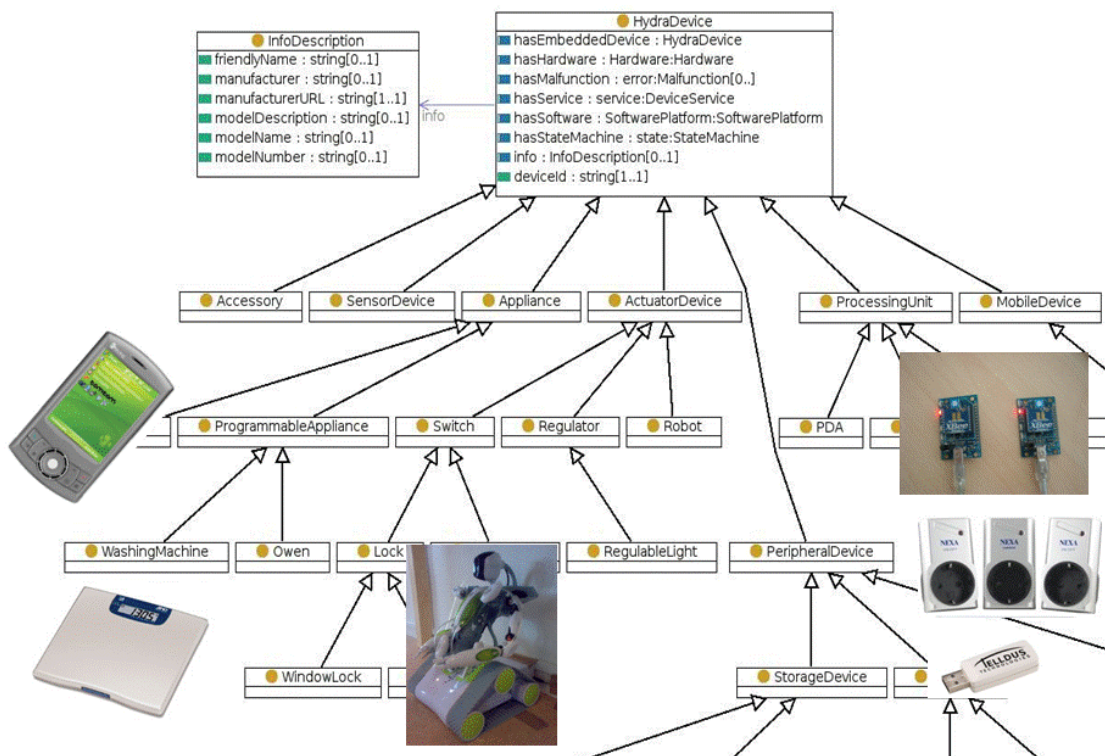 InfoDescription
friendlyName : string[0..1]
manufacturer : string[0..1]
manufacturerURL : string[1..1]
modelDescription : string[0..1]
modelName : string[0..1]
modelNumber : string[0..1]
info
HydraDevice
hasEmbeddedDevice : HydraDevice
hasHardware : Hardware:Hardware
hasMalfunction : error:Malfunction[0..]
hasService : service:DeviceService
hasSoftware : SoftwarePlatform:SoftwarePlatform
hasStateMachine : state:StateMachine
info : InfoDescription[0..1]
deviceId : string[1..1]
Accessory
SensorDevice
Appliance
ActuatorDevice
ProcessingUnit
MobileDevice
ProgrammableAppliance
Switch
Regulator
Robot
PDA
XBee
WashingMachine
Owen
Lock
RegulableLight
PeripheralDevice
NEXA
NEXA
NEXA
WindowLock
StorageDevice
TELLDUS
TECHNOLOGIES